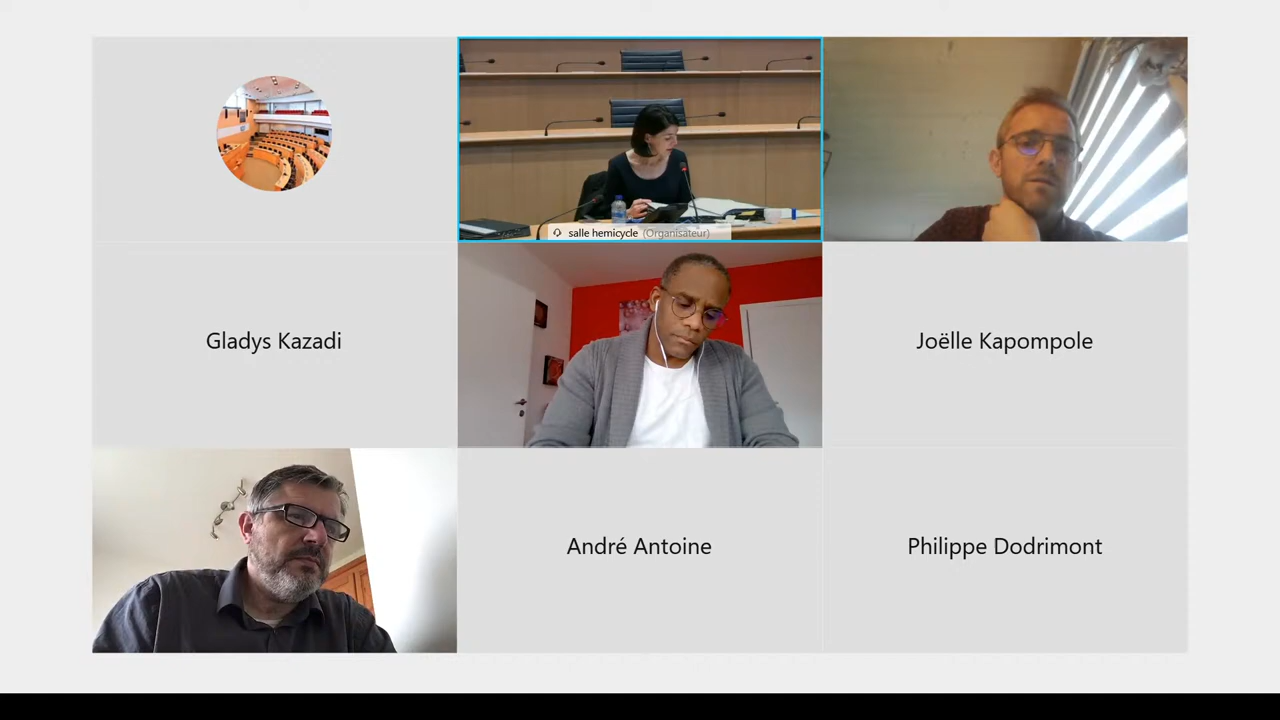 salle hemicycle (Organisateur)
Gladys Kazadi
Joëlle Kapompole
André Antoine
Philippe Dodrimont